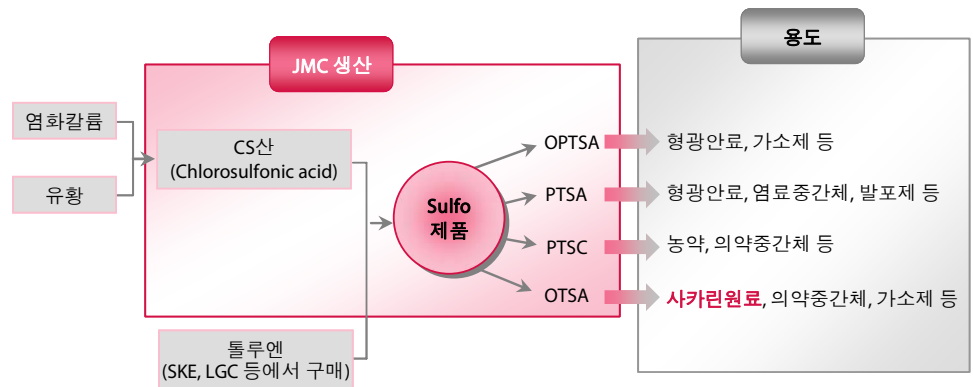 용도
JMC 생산
염화칼륨
유황
CS산
(Chlorosulfonic acid)
Sulfo
제품
OPTSA
형광안료, 가소제 등
PTSA
형광안료, 염료중간체, 발포제 등
PTSC
농약, 의약중간체 등
OTSA
사카린원료, 의약중간체, 가소제 등
톨루엔
(SKE, LGC 등에서 구매)